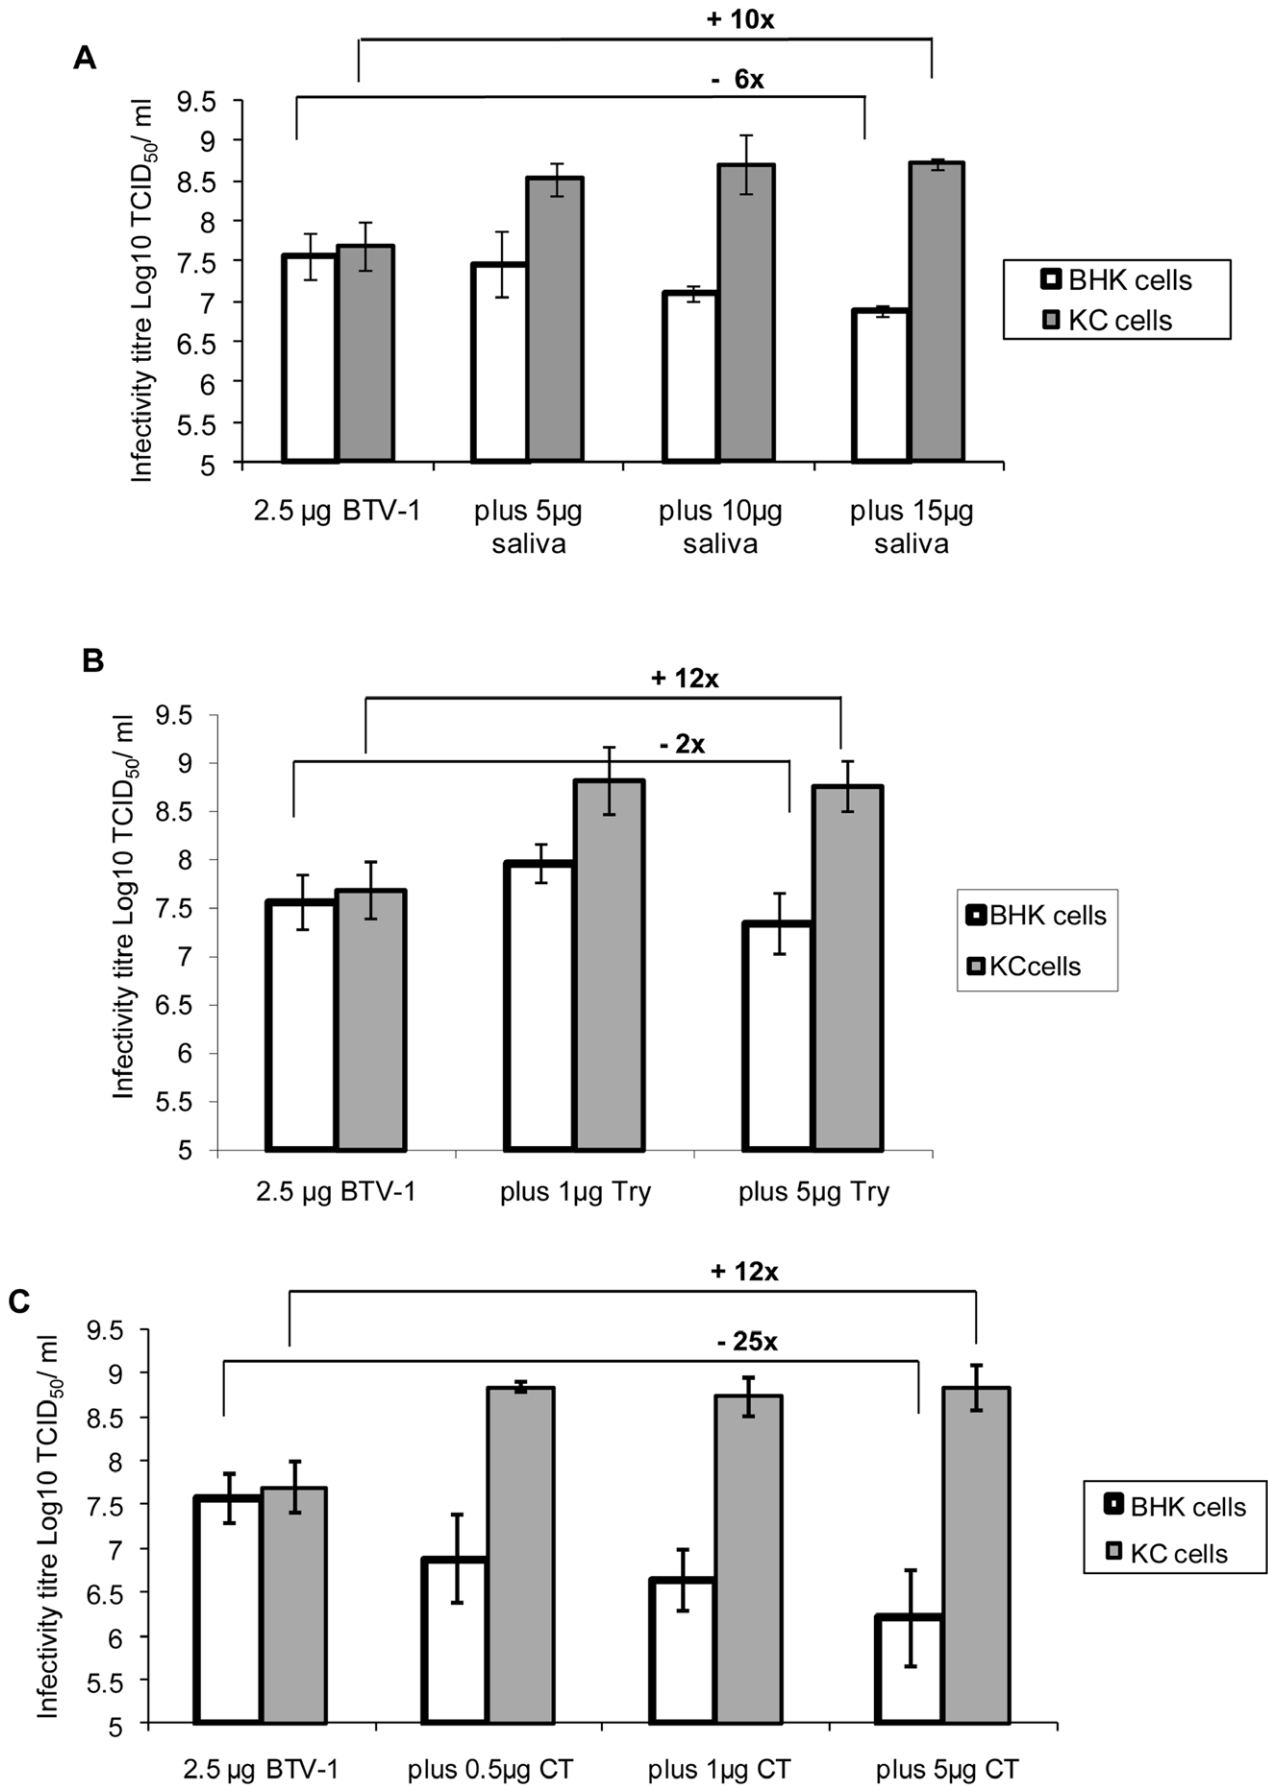 A
+ 10x
- 6x
Infectivity titre Log10 TCID50/ ml
9.5
9
8.5
8
7.5
7
6.5
6
5.5
5
2.5 µg BTV-1
plus 5µg saliva
plus 10µg saliva
plus 15µg saliva
BHK cells
KC cells
B
+ 12x
- 2x
Infectivity titre Log10 TCID50/ ml
9.5
9
8.5
8
7.5
7
6.5
6
5.5
5
2.5 µg BTV-1
plus 1µg Try
plus 5µg Try
BHK cells
KCcells
C
+ 12x
- 25x
Infectivity titre Log10 TCID50/ ml
9.5
9
8.5
8
7.5
7
6.5
6
5.5
5
2.5 µg BTV-1
plus 0.5µg CT
plus 1µg CT
plus 5µg CT
BHK cells
KC cells